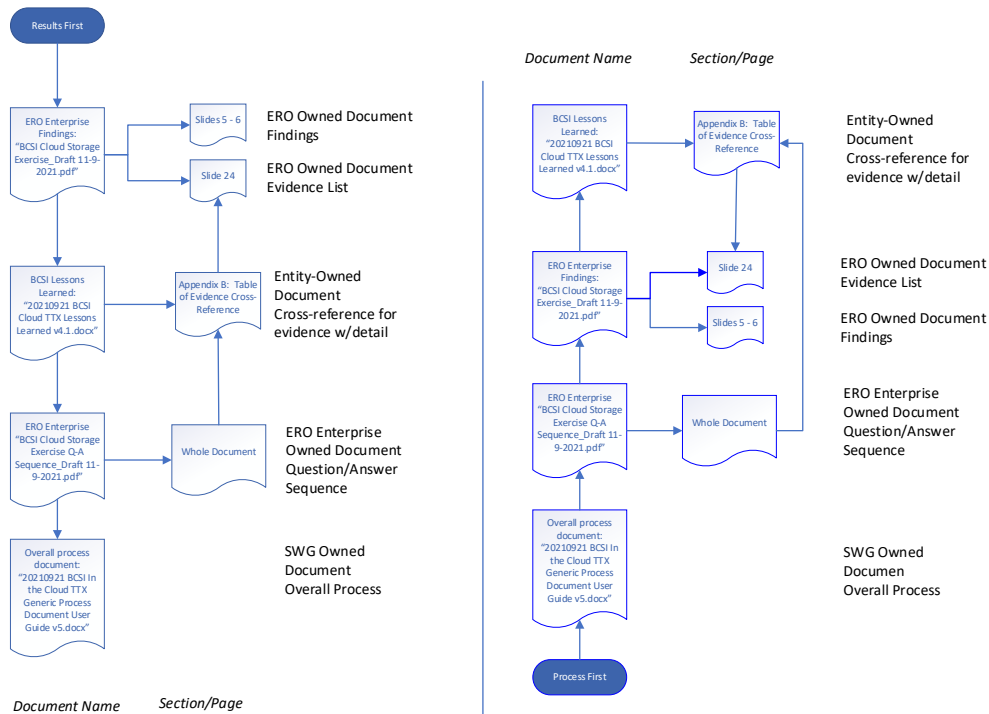 Results First
ERO Enterprise
Findings:
“BCSI Cloud Storage
Exercise_Draft 11-9-
2021.pdf”
Slides 5 - 6
ERO Owned Document
Findings
Slide 24
ERO Owned Document
Evidence List
BCSI Lessons
Learned:
“20210921 BCSI
Cloud TTX Lessons
Learned v4.1.docx”
Appendix B:  Table
of Evidence Cross-
Reference
Entity-Owned
Document
Cross-reference for
evidence w/detail
ERO Enterprise
“BCSI Cloud Storage
Exercise Q-A
Sequence_Draft 11-
9-2021.pdf”
Whole Document
ERO Enterprise
Owned Document
Question/Answer
Sequence
Overall process
document:
“20210921 BCSI In
the Cloud TTX
Generic Process
Document User
Guide v5.docx”
SWG Owned
Document
Overall Process
Document Name
Section/Page
Document Name
Section/Page
BCSI Lessons
Learned:
“20210921 BCSI
Cloud TTX Lessons
Learned v4.1.docx”
Appendix B:  Table
of Evidence Cross-
Reference
Entity-Owned
Document
Cross-reference for
evidence w/detail
ERO Enterprise
Findings:
“BCSI Cloud Storage
Exercise_Draft 11-9-
2021.pdf”
Slide 24
ERO Owned Document
Evidence List
Slides 5 - 6
ERO Owned Document
Findings
ERO Enterprise
“BCSI Cloud Storage
Exercise Q-A
Sequence_Draft 11-
9-2021.pdf”
Whole Document
ERO Enterprise
Owned Document
Question/Answer
Sequence
Overall process
document:
“20210921 BCSI In
the Cloud TTX
Generic Process
Document User
Guide v5.docx”
SWG Owned
Documen
Overall Process
Process First